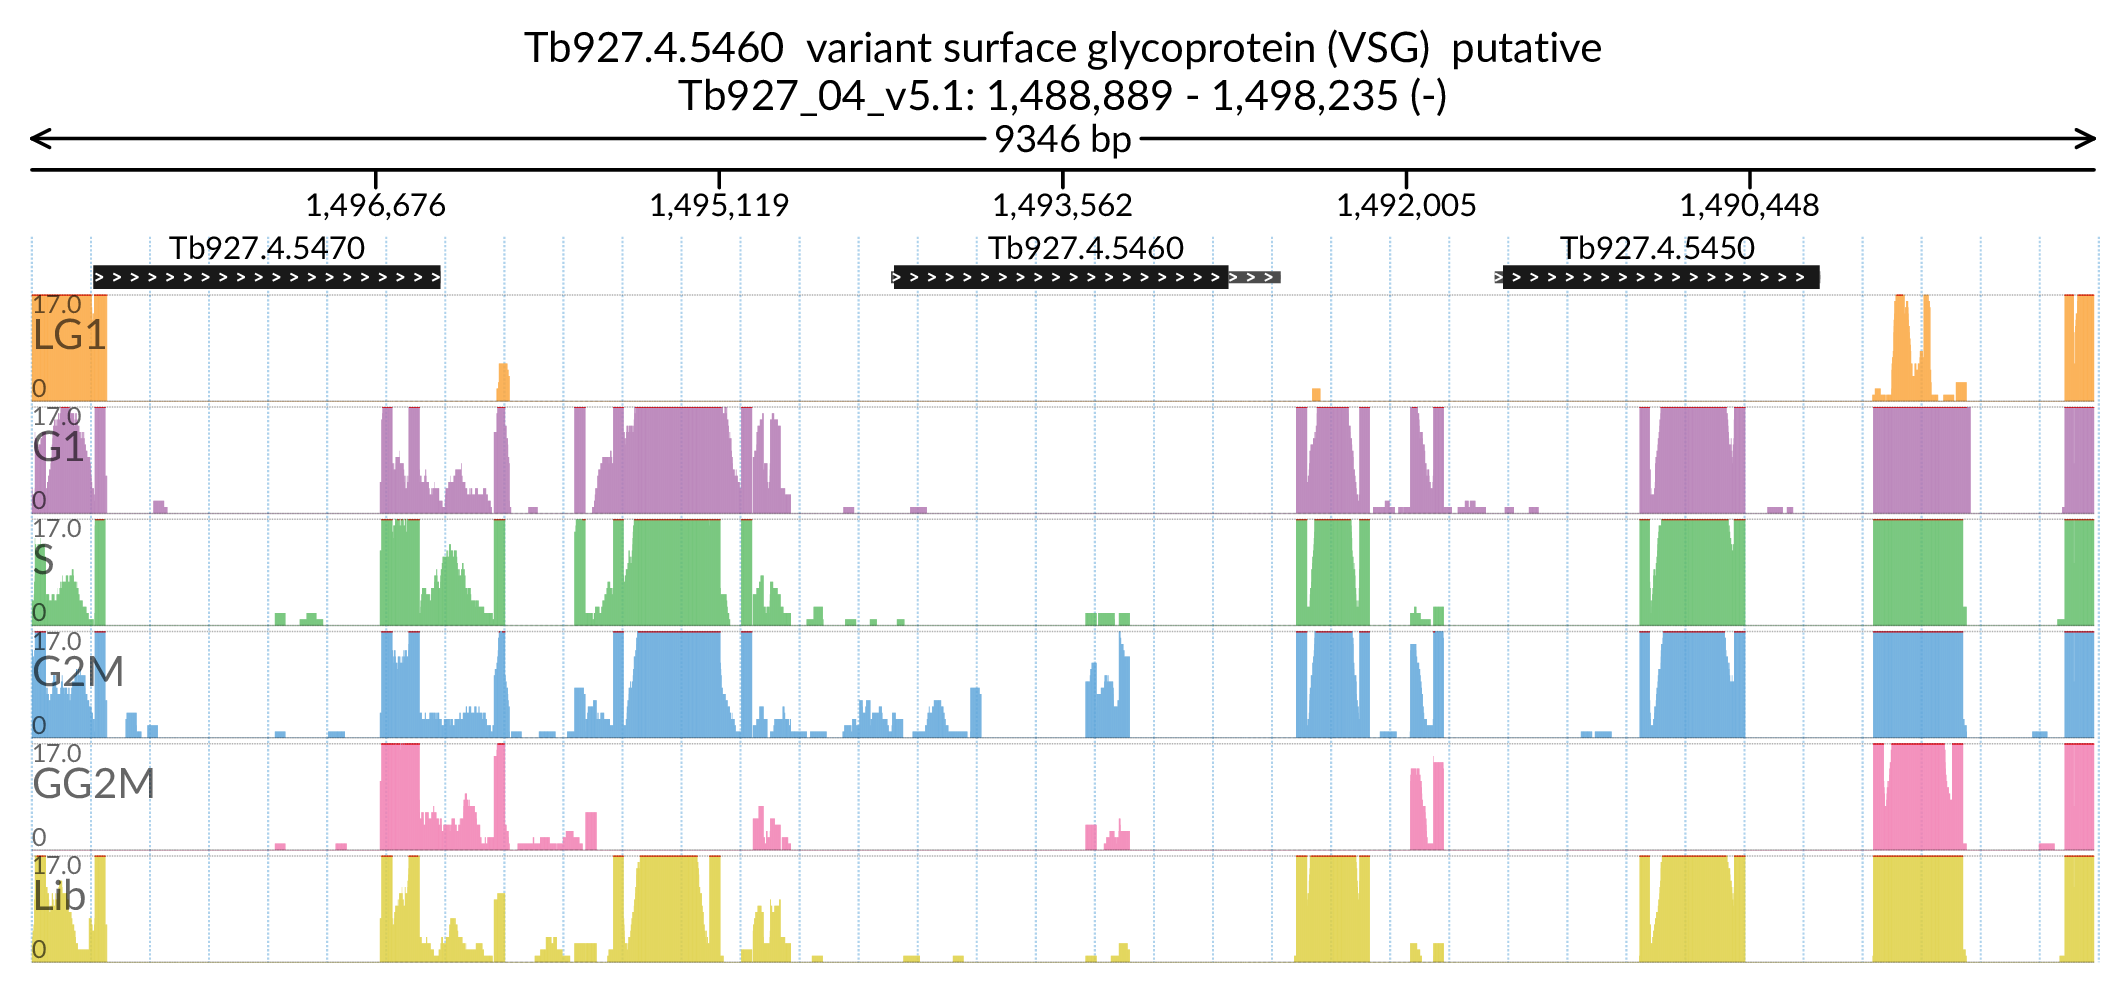 Tb927.4.5460  variant surface glycoprotein (VSG)  putative
Tb927_04_v5.1: 1,488,889 - 1,498,235 (-)
9346 bp
1,496,676 1,495,119 1,493,562 1,492,005 1,490,448
Tb927.4.5470 Tb927.4.5460 Tb927.4.5450
17.0
LG1
0
17.0
G1
0
17.0
S
0
17.0
G2M
0
17.0
GG2M
0
17.0
Lib
0